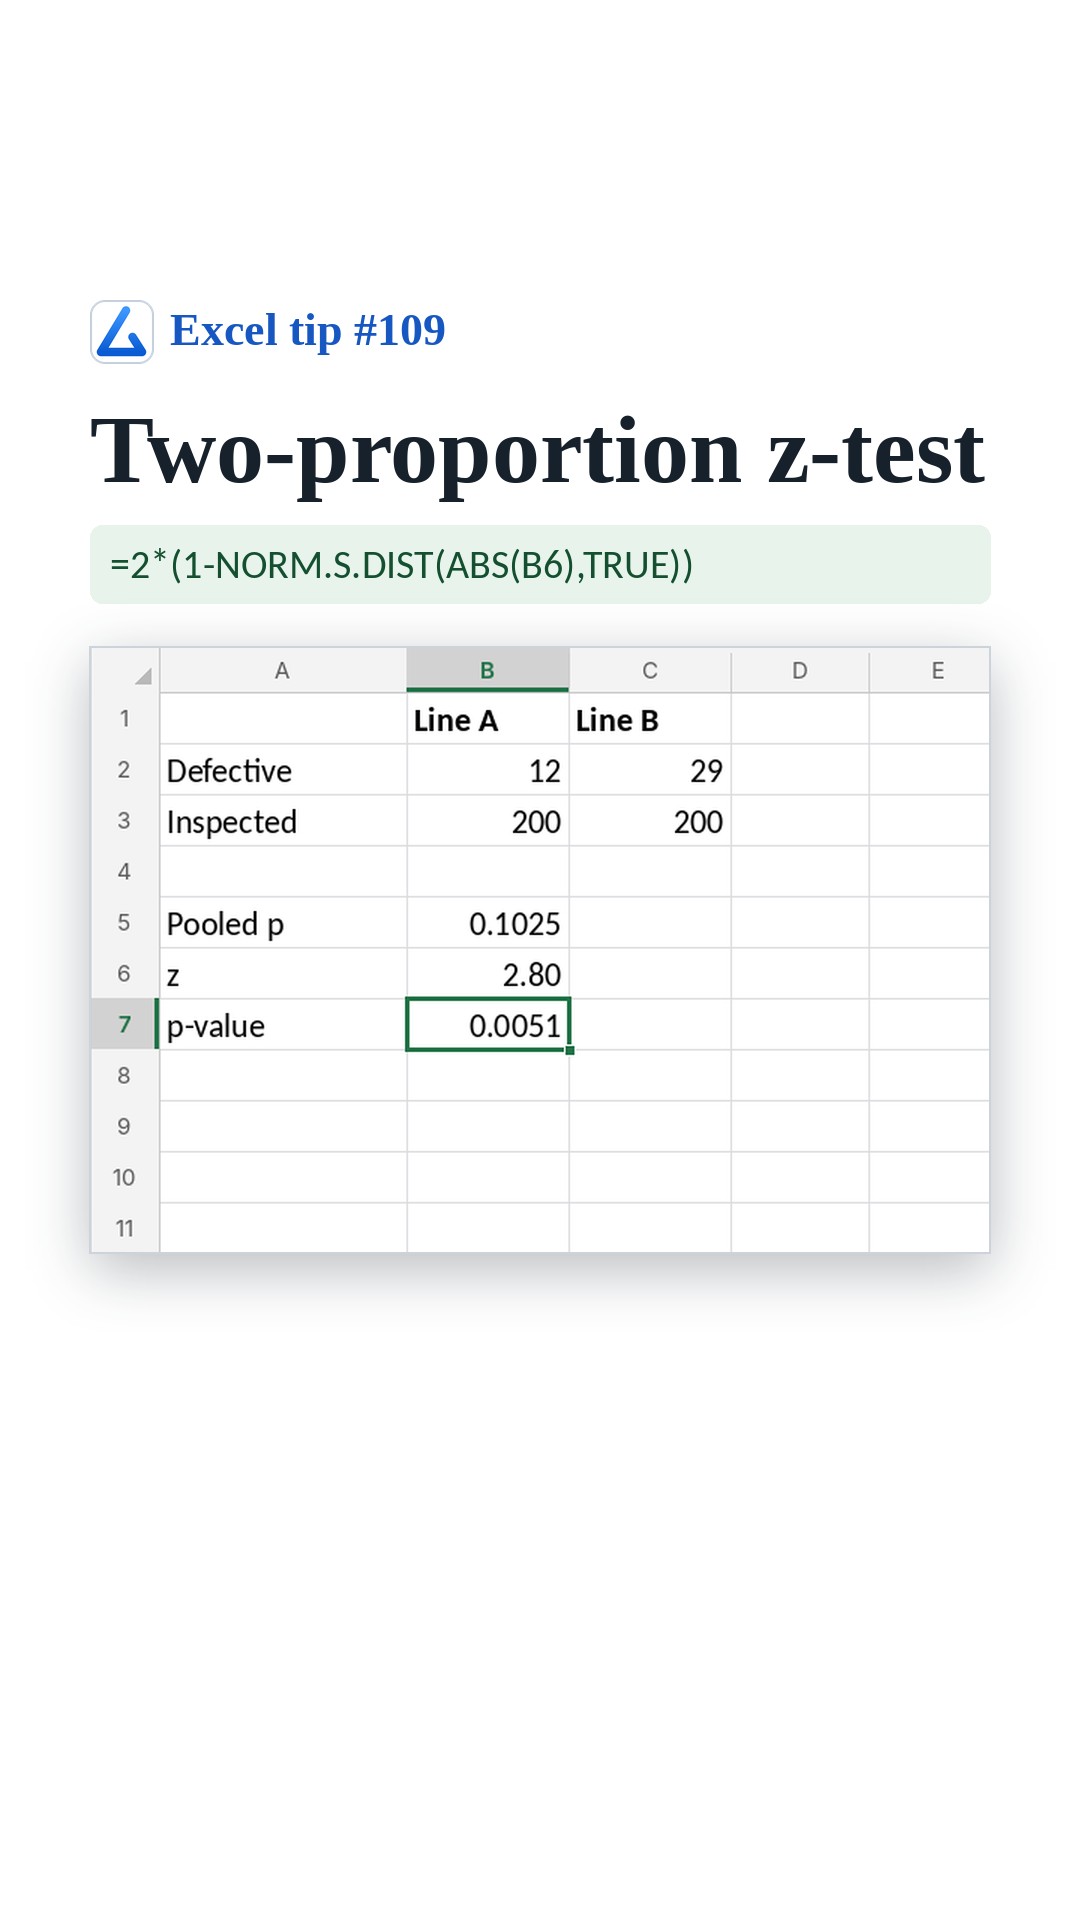 Excel tip #109
Two-proportion z-test
=2*(1-NORM.S.DIST(ABS(B6),TRUE))
A B C D E
1 Line A Line B
2 Defective 12 29
3 Inspected 200 200
4
5 Pooled p 0.1025
6 z 2.80
7 p-value 0.0051
8
9
10
11